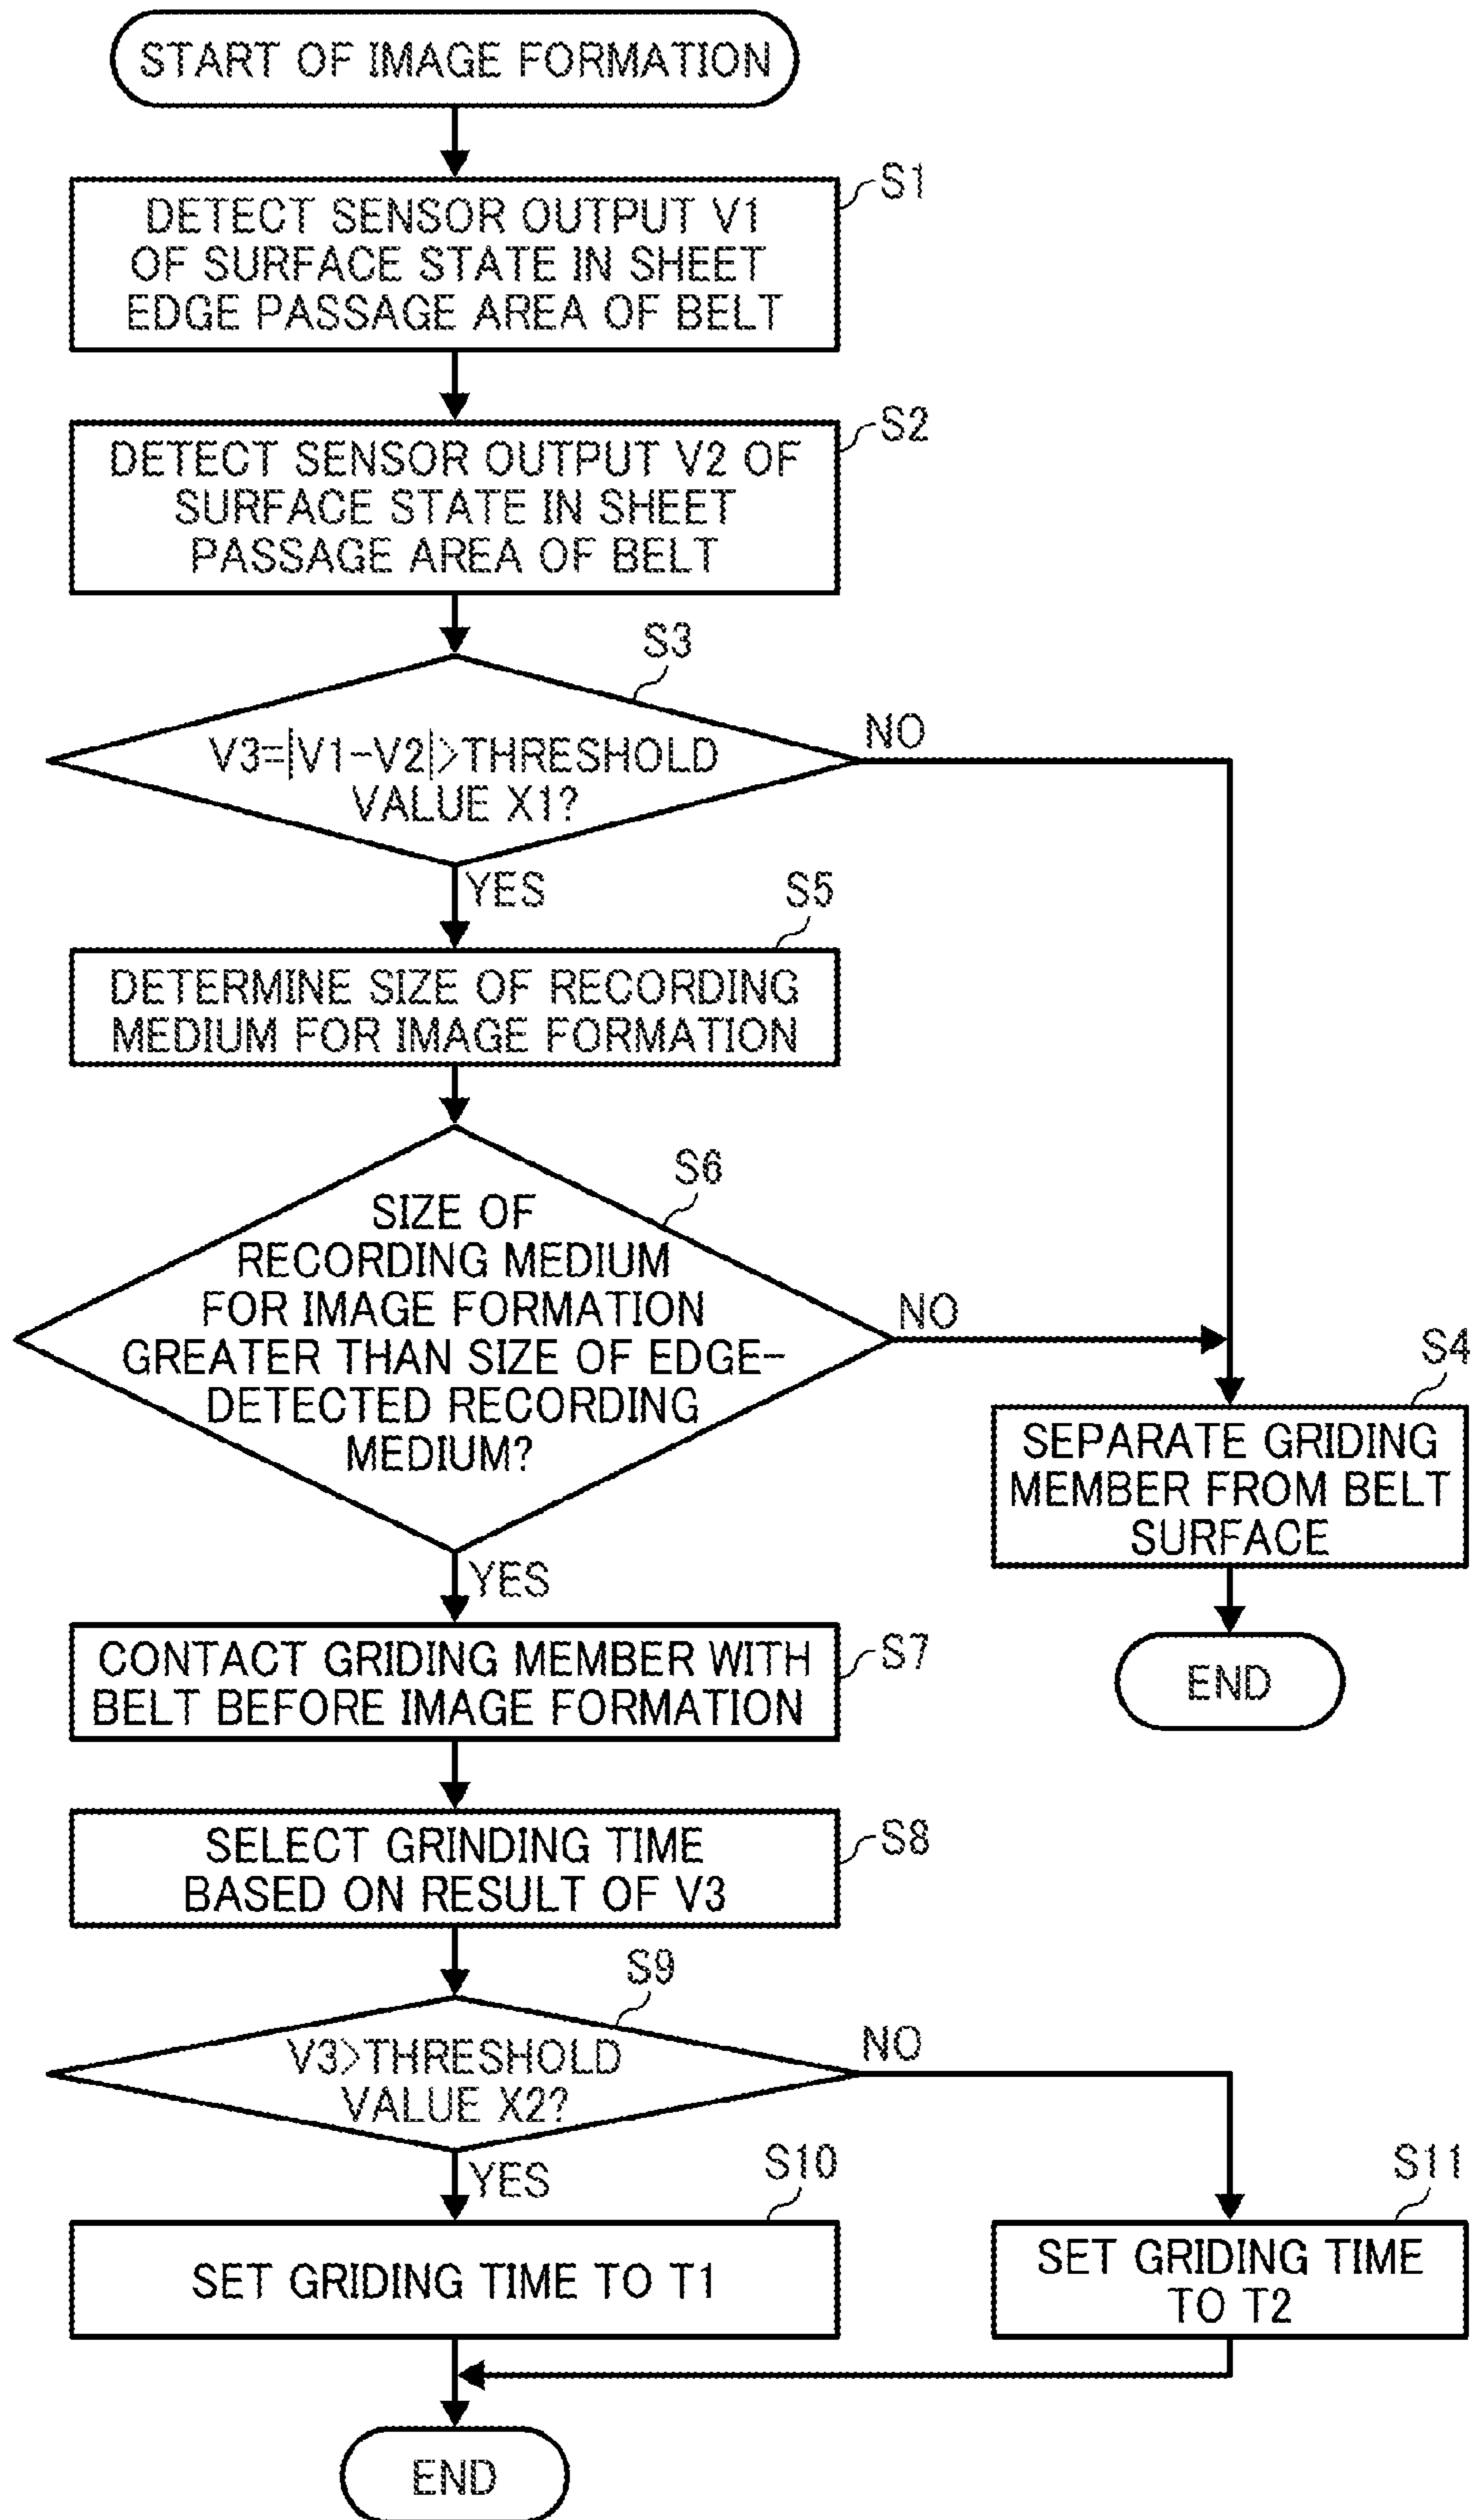 START OF IMAGE FORMATION
S1
DETECT SENSOR OUTPUT V1
OF SURFACE STATE IN SHEET
EDGE PASSAGE AREA OF BELT
S2
DETECT SENSOR OUTPUT V2 OF
SURFACE STATE IN SHEET
PASSAGE AREA OF BELT
S3
V3=|V1-V2|>THRESHOLD
VALUE X1?
NO
YES
S5
DETERMINE SIZE OF RECORDING
MEDIUM FOR IMAGE FORMATION
S6
SIZE OF
RECORDING MEDIUM
FOR IMAGE FORMATION
GREATER THAN SIZE OF EDGE-
DETECTED RECORDING
MEDIUM?
NO
YES
S4
SEPARATE GRIDING
MEMBER FROM BELT
SURFACE
END
S7
CONTACT GRIDING MEMBER WITH
BELT BEFORE IMAGE FORMATION
S8
SELECT GRINDING TIME
BASED ON RESULT OF V3
S9
V3>THRESHOLD
VALUE X2?
NO
YES
S10
SET GRIDING TIME TO T1
S11
SET GRIDING TIME
TO T2
END